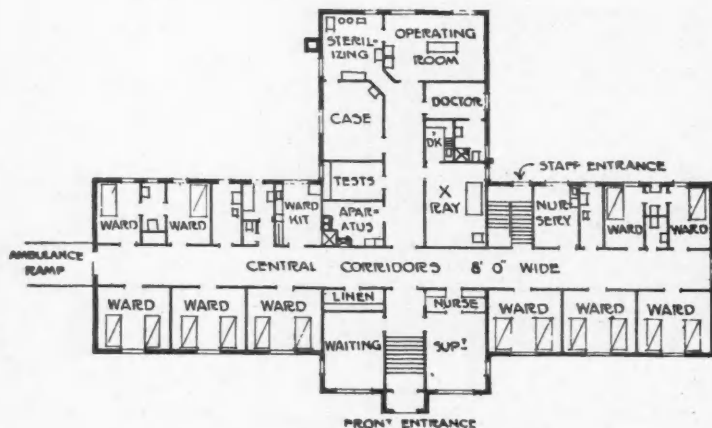 STERIL-
IZING
OPERATING
ROOM
CASE
DOCTOR
D'K
TESTS
X
RAY
STAFF ENTRANCE
WARD
WARD
WARD
KIT
APAR-
ATUS
NUR-
SERY
WARD
WARD
AMBULANCE
RAMP
CENTRAL CORRIDORS 8' 0" WIDE
WARD
WARD
WARD
LINEN
NURSE
WARD
WARD
WARD
WAITING
SUPT
FRONT ENTRANCE